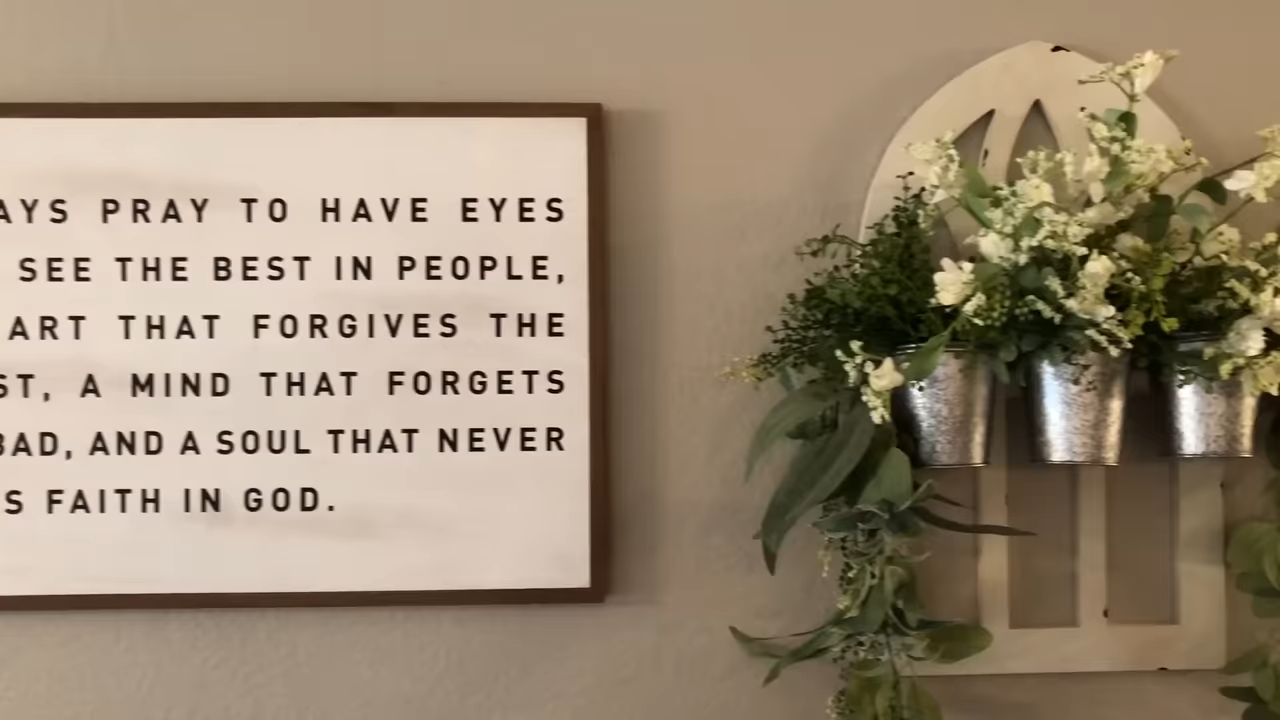 AYS PRAY TO HAVE EYES
SEE THE BEST IN PEOPLE,
ART THAT FORGIVES THE
ST, A MIND THAT FORGETS
BAD, AND A SOUL THAT NEVER
S FAITH IN GOD.